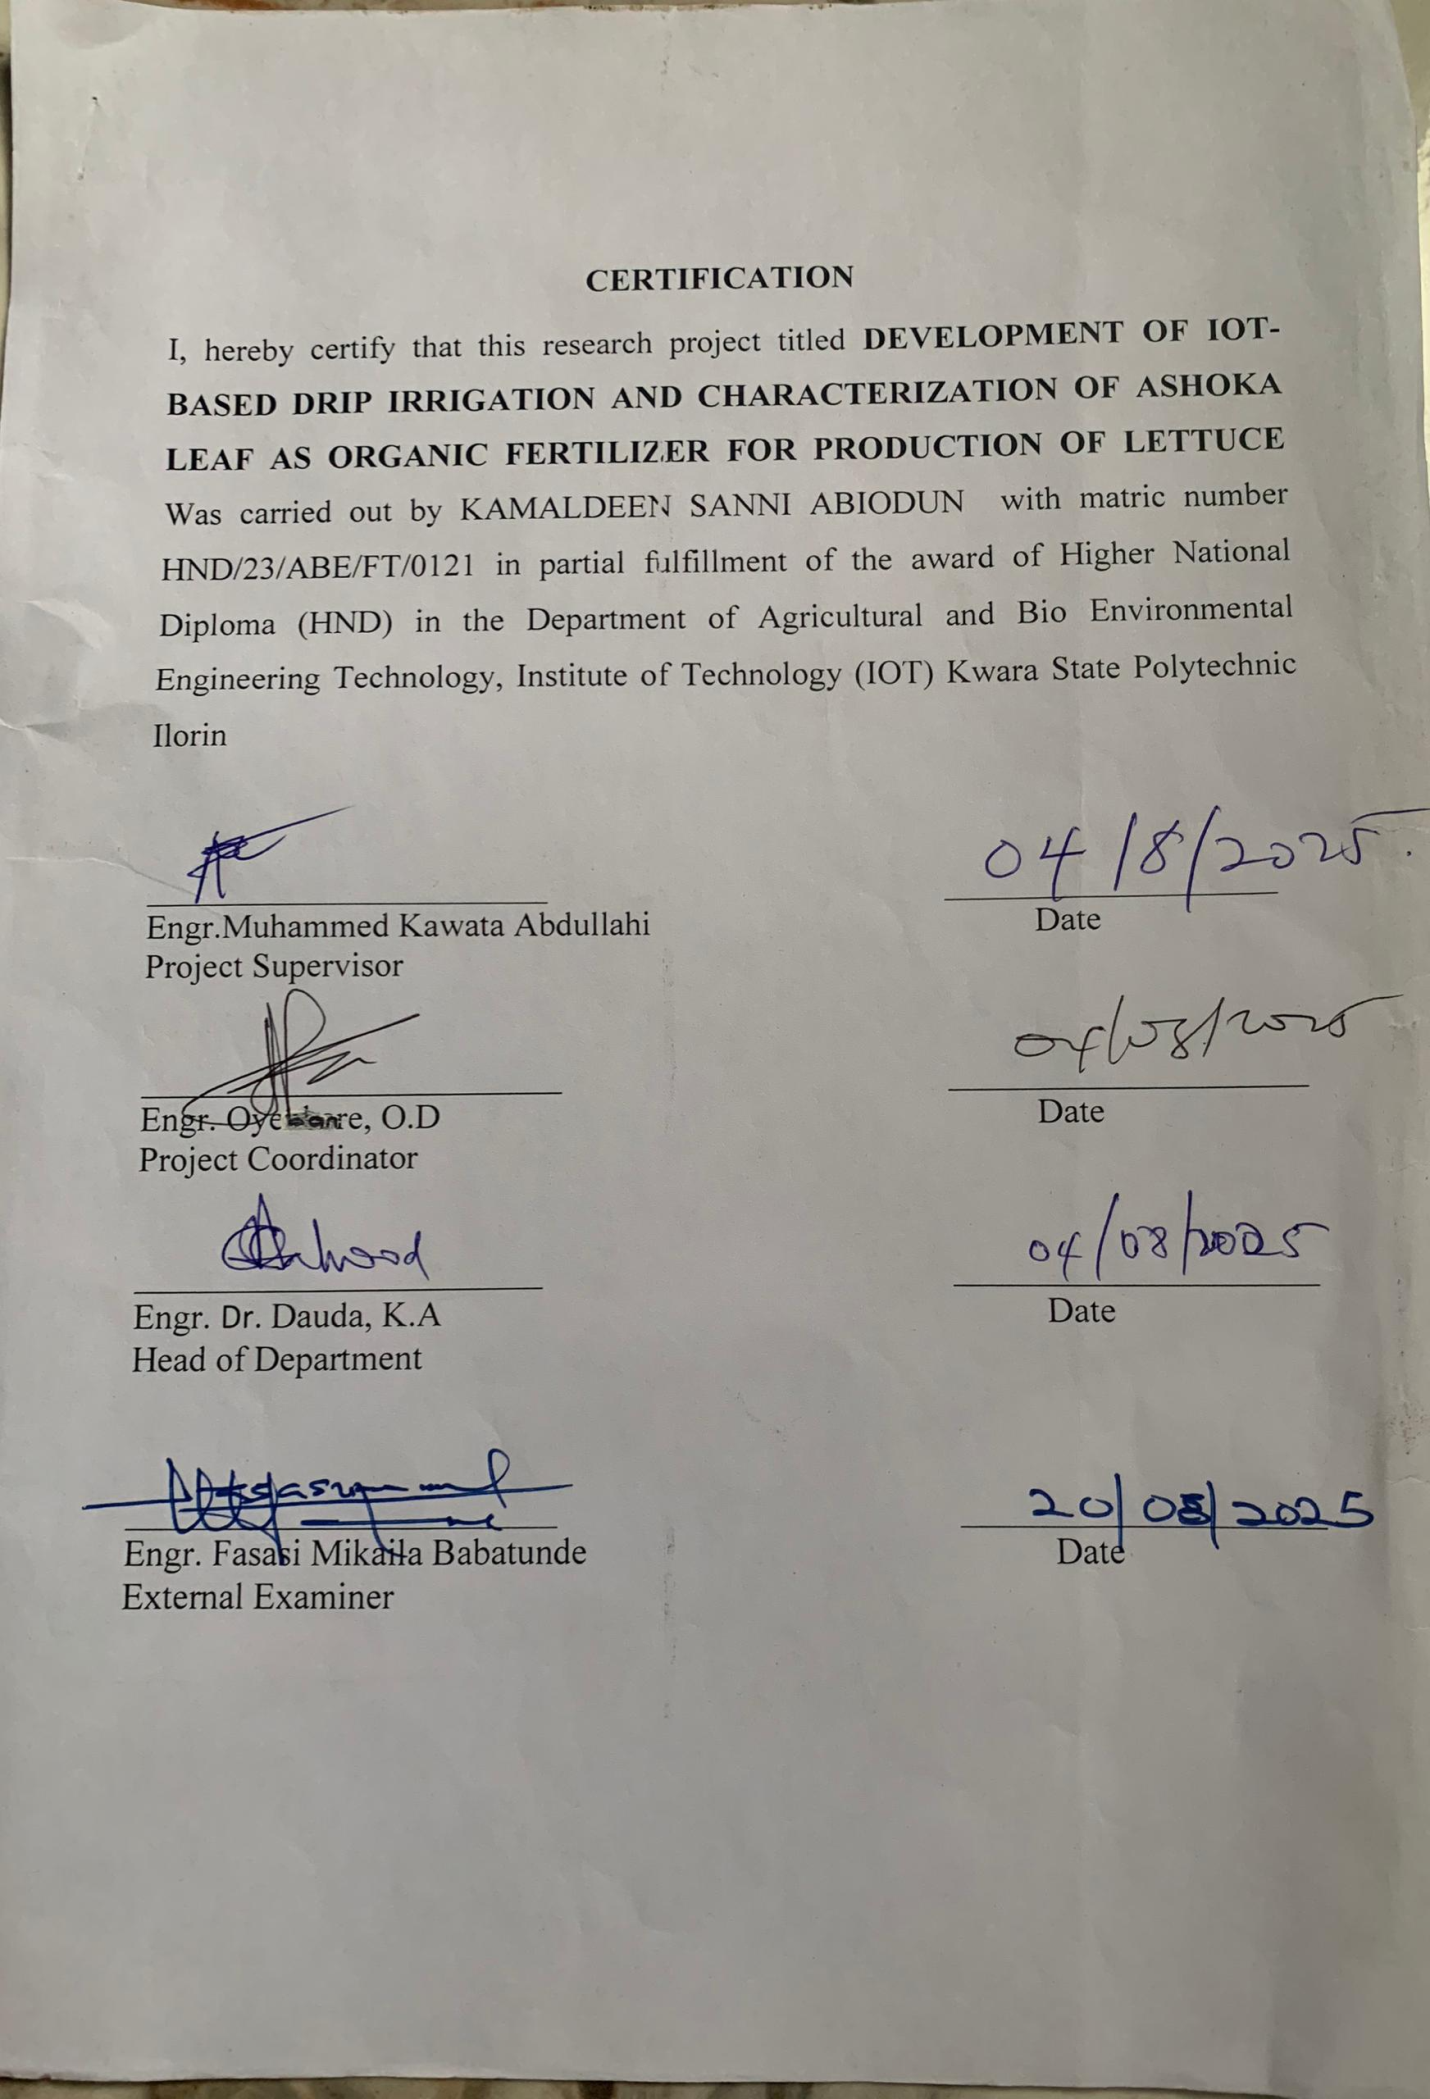 CERTIFICATION
I, hereby certify that this research project titled DEVELOPMENT OF IOT-
BASED DRIP IRRIGATION AND CHARACTERIZATION OF ASHOKA
LEAF AS ORGANIC FERTILIZER FOR PRODUCTION OF LETTUCE
Was carried out by KAMALDEEN SANNI ABIODUN with matric number
HND/23/ABE/FT/0121 in partial fulfillment of the award of Higher National
Diploma (HND) in the Department of Agricultural and Bio Environmental
Engineering Technology, Institute of Technology (IOT) Kwara State Polytechnic
Ilorin
04/8/2025.
Engr.Muhammed Kawata Abdullahi Date
Project Supervisor
04/08/2025
Engr. O.D Date
Project Coordinator
04/08/2025
Engr. Dr. Dauda, K.A Date
Head of Department
20/08/2025
Engr. Fasasi Mikaila Babatunde Date
External Examiner